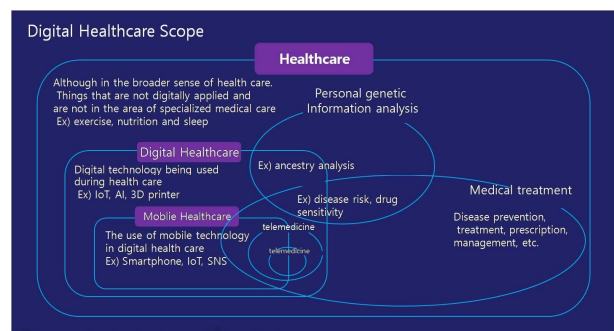 Digital Healthcare Scope
Healthcare
Although in the broader sense of health care.
Things that are not digitally applied and
are not in the area of specialized medical care
Ex) exercise, nutrition and sleep
Personal genetic
Information analysis
Digital Healthcare
Digital technology being used
during health care
Ex) IoT, AI, 3D printer
Ex) ancestry analysis
Ex) disease risk, drug
sensitivity
Medical treatment
Disease prevention,
treatment, prescription,
management, etc.
Moblie Healthcare
The use of mobile technology
in digital health care
Ex) Smartphone, IoT, SNS
telemedicine
telemedicine